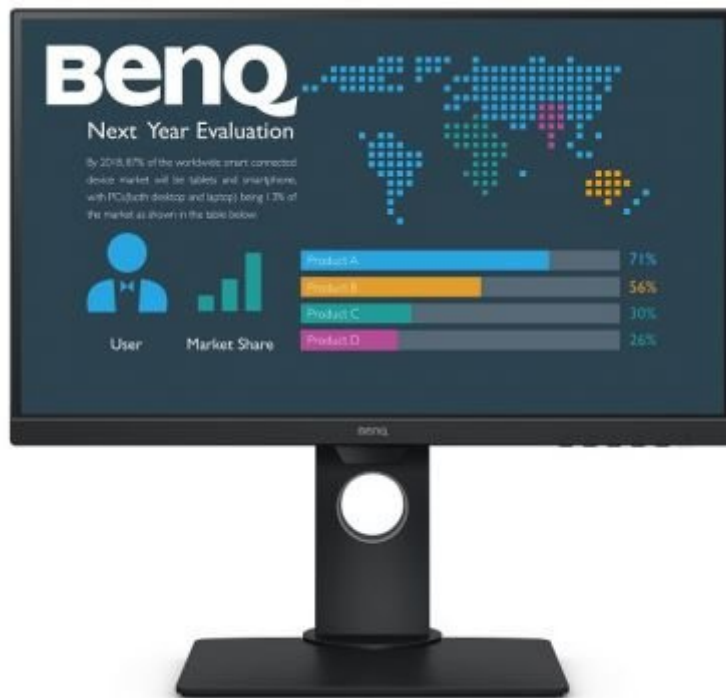 BenQ
Next Year Evaluation
By 2018, 87% of the worldwide smart connected
device market will be tablets and smartphone,
with PCs(both desktop and laptop) being 13% of
the market as shown in the table below.
Product A 71%
Product B 56%
Product C 30%
Product D 26%
User Market Share
BenQ